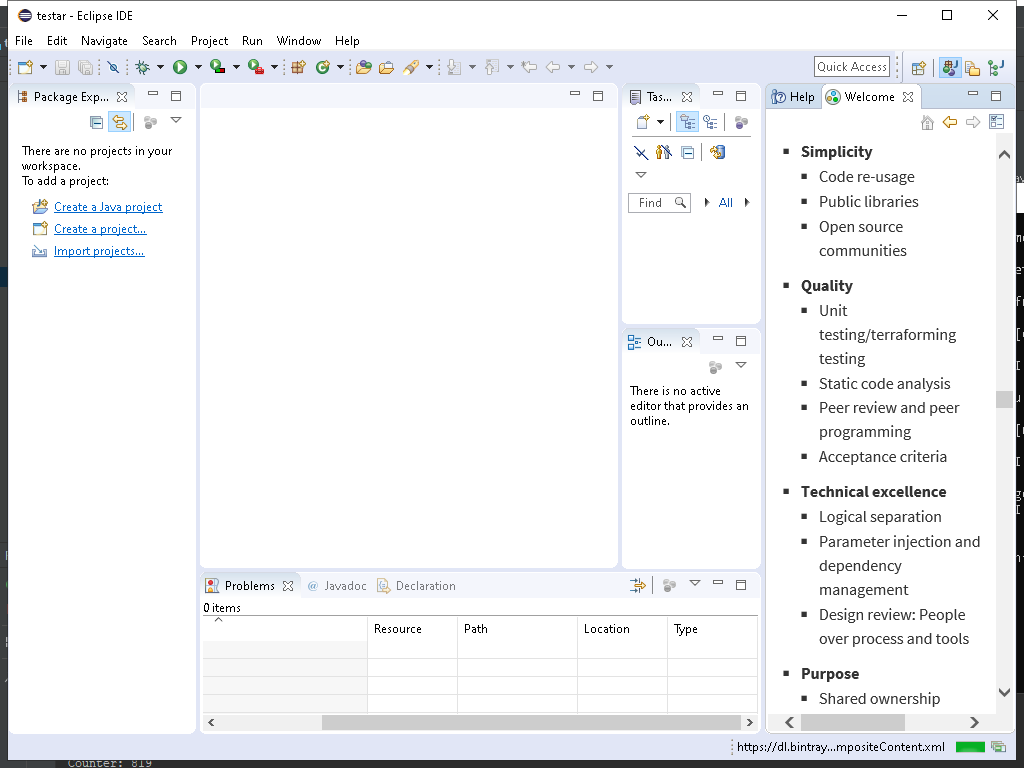 testar - Eclipse IDE
File Edit Navigate Search Project Run Window Help
Quick Access
Package Exp...
There are no projects in your
workspace.
To add a project:
Create a Java project
Create a project...
Import projects...
Tas...
Find
All
Ou...
There is no active
editor that provides an
outline.
Help Welcome
Simplicity
Code re-usage
Public libraries
Open source
communities
Quality
Unit
testing/terraforming
testing
Static code analysis
Peer review and peer
programming
Acceptance criteria
Technical excellence
Logical separation
Parameter injection and
dependency
management
Design review: People
over process and tools
Purpose
Shared ownership
Problems @ Javadoc Declaration
0 items
Resource Path Location Type
https://dl.bintray...mpositeContent.xml
Counter: 819